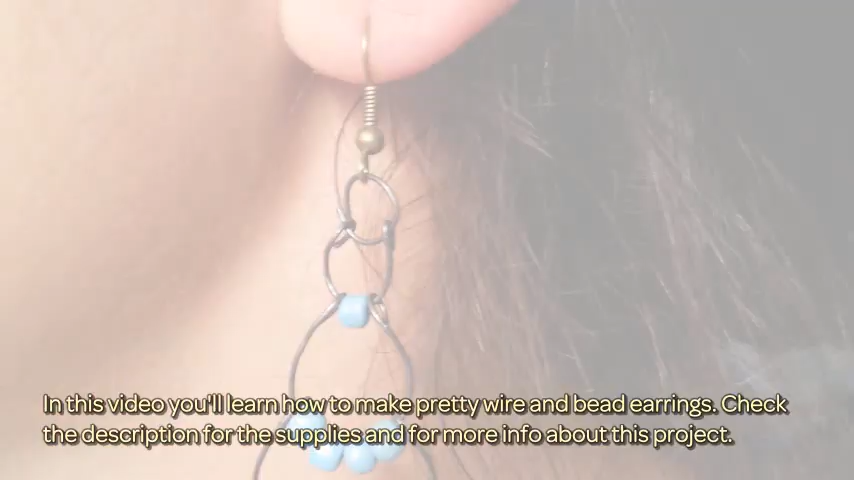 In this video you'll learn how to make pretty wire and bead earrings. Check
the description for the supplies and for more info about this project.